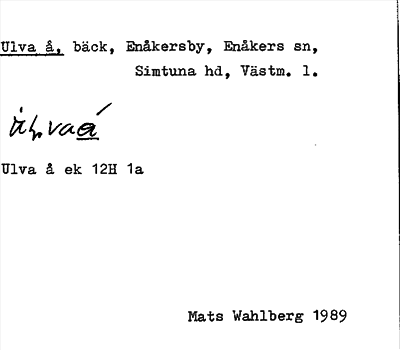 Ulva å, bäck, Enåkersby, Enåkers sn,
Simtuna hd, Västm. l.
Ulva å ek 12H 1a
Mats Wahlberg 1989